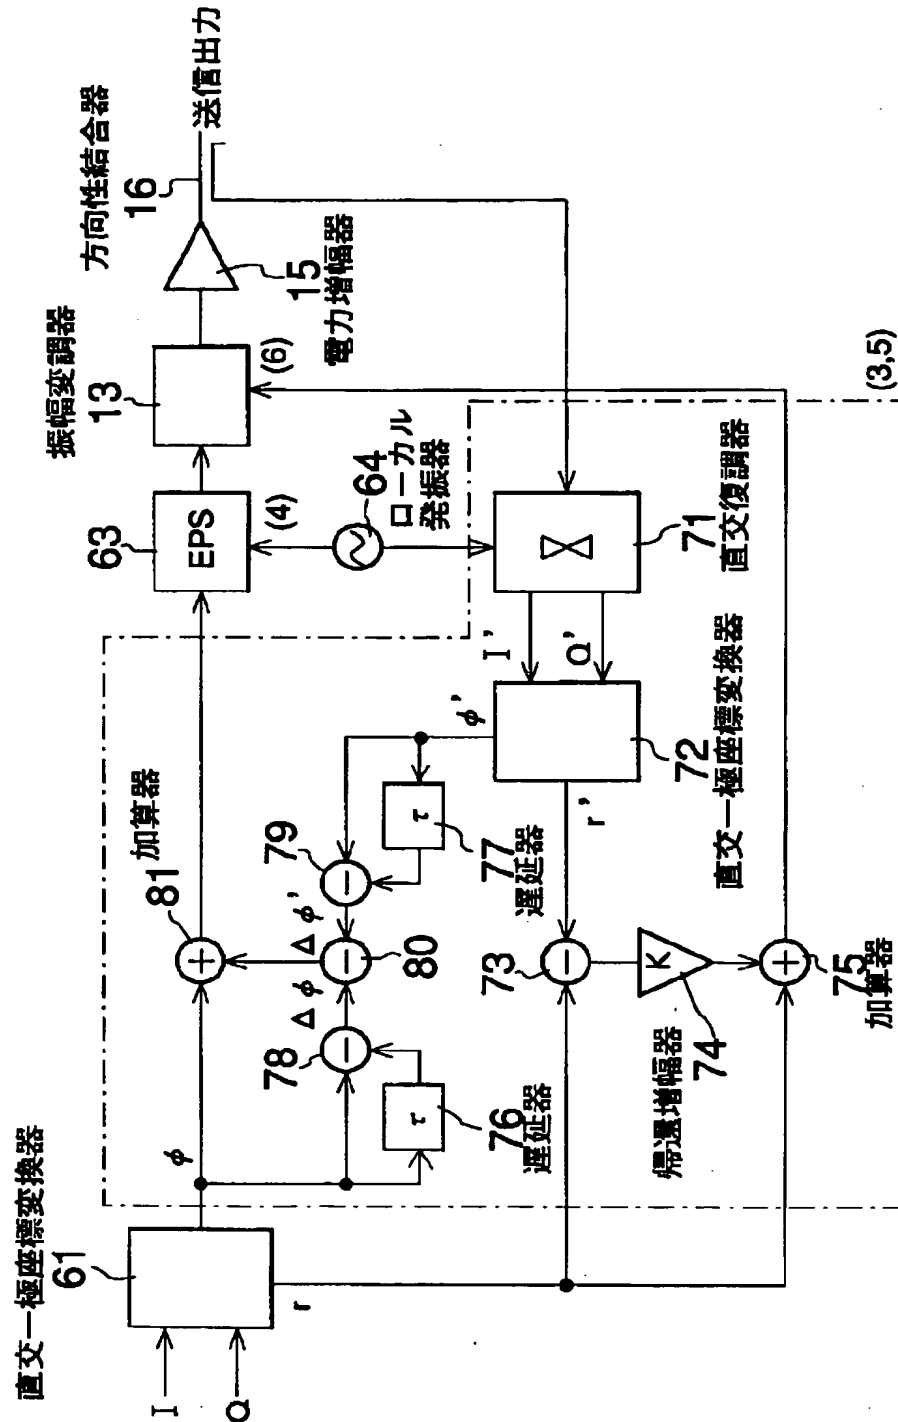 直交ー極座標変換器
61
I
Q
r
φ
加算器
81
63
EPS
(4)
振幅変調器
13
(6)
方向性結合器
16
送信出力
15
電力増幅器
64
ローカル
発振器
78
Δφ
Δφ'
79
80
τ
76
遅延器
τ
77
遅延器
φ'
I'
Q'
71
直交復調器
r'
72
直交ー極座標変換器
73
K
74
帰還増幅器
75
加算器
(3,5)